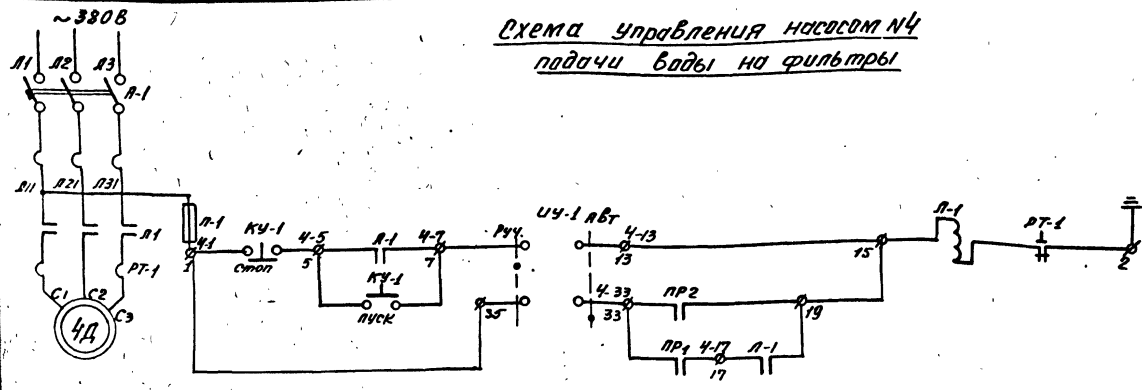 ~380В
Схема управления насосом N4
подачи воды на фильтры
Л1 Л2 Л3
А-1
Л11 Л21 Л31
Л-1
РТ-1
С1 С2 С3
4Д
П-1
4-1
1
КУ-1
стоп
4-5
5
Л-1
4-7
7
КУ-1
пуск
РУЧ.
ИУ-1
АВТ
35
4-13
13
4-33
33
ПР2
ПР1
4-17
17
Л-1
19
15
Л-1
РТ-1
2